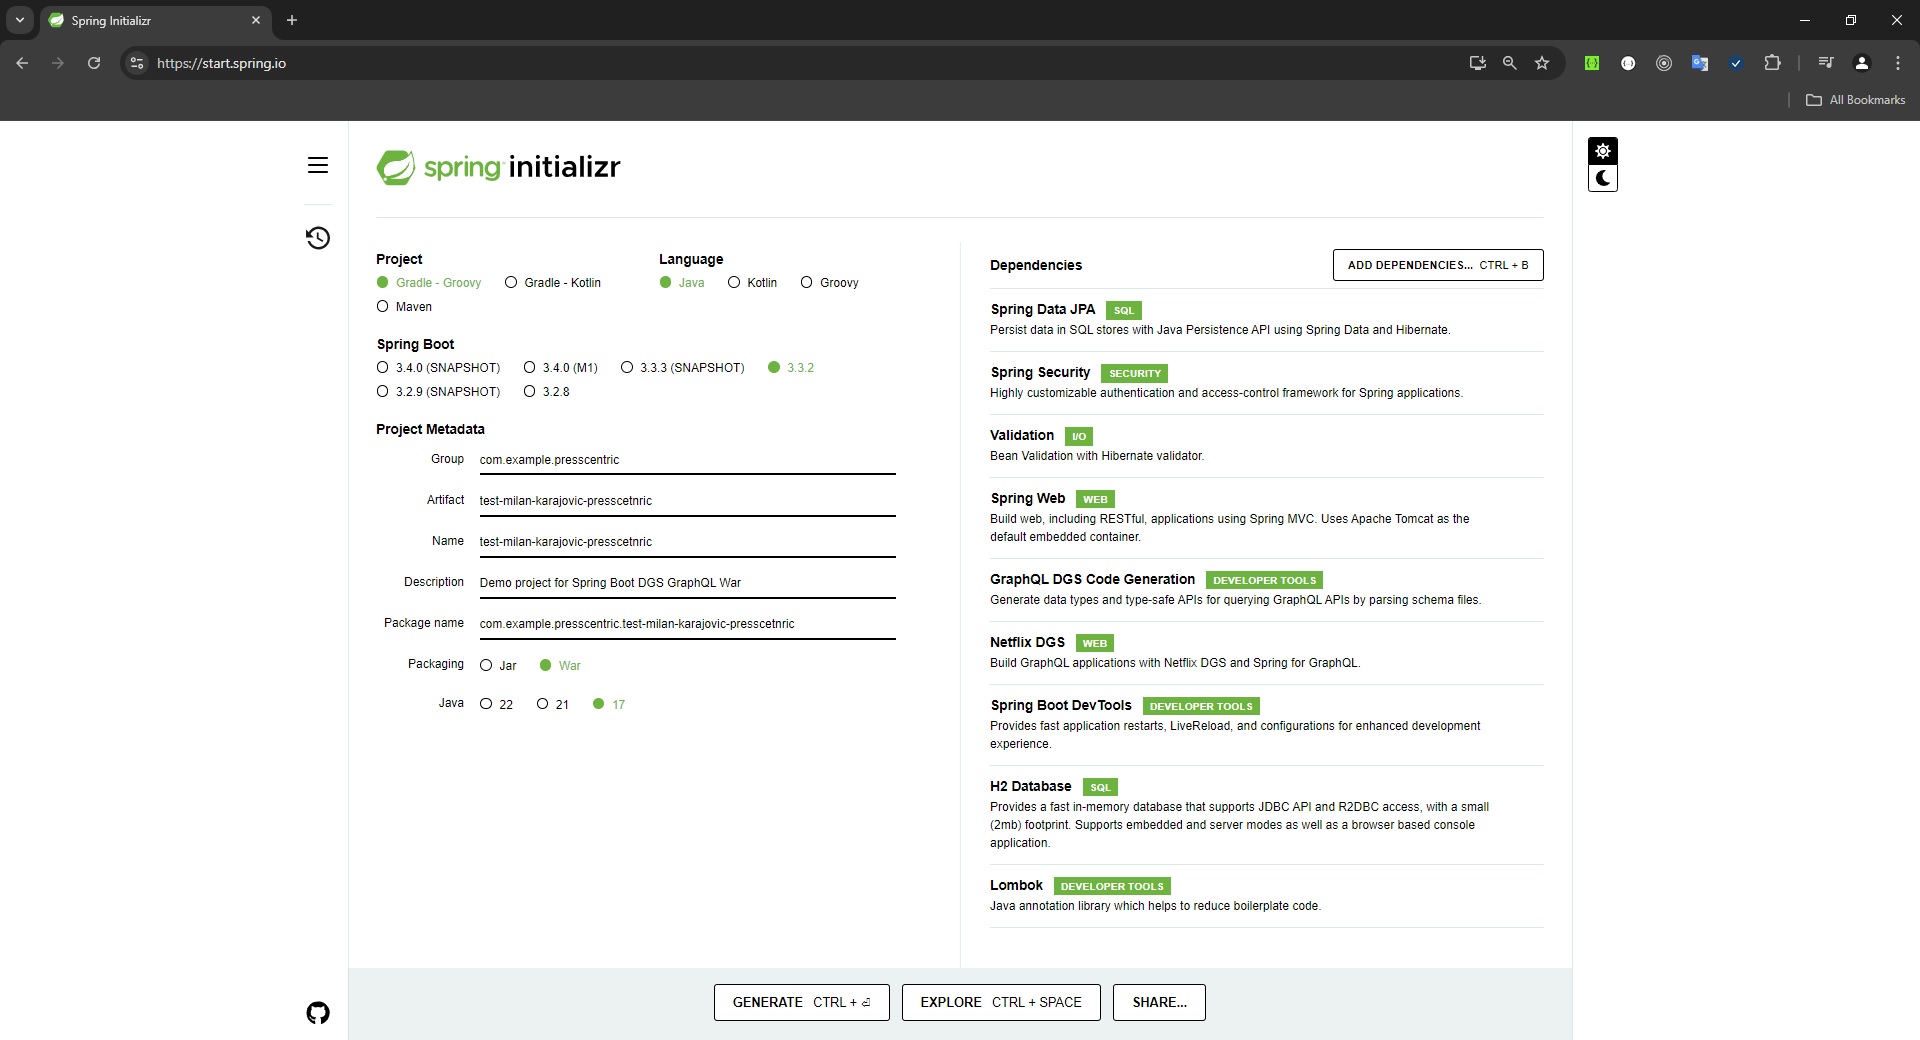 Spring Initializr
https://start.spring.io
All Bookmarks
spring initializr
Project
Gradle - Groovy Gradle - Kotlin
Maven
Language
Java Kotlin Groovy
Spring Boot
3.4.0 (SNAPSHOT) 3.4.0 (M1) 3.3.3 (SNAPSHOT) 3.3.2
3.2.9 (SNAPSHOT) 3.2.8
Project Metadata
Group com.example.presscentric
Artifact test-milan-karajovic-presscetnric
Name test-milan-karajovic-presscetnric
Description Demo project for Spring Boot DGS GraphQL War
Package name com.example.presscentric.test-milan-karajovic-presscetnric
Packaging Jar War
Java 22 21 17
Dependencies ADD DEPENDENCIES... CTRL + B
Spring Data JPA SQL
Persist data in SQL stores with Java Persistence API using Spring Data and Hibernate.
Spring Security SECURITY
Highly customizable authentication and access-control framework for Spring applications.
Validation I/O
Bean Validation with Hibernate validator.
Spring Web WEB
Build web, including RESTful, applications using Spring MVC. Uses Apache Tomcat as the
default embedded container.
GraphQL DGS Code Generation DEVELOPER TOOLS
Generate data types and type-safe APIs for querying GraphQL APIs by parsing schema files.
Netflix DGS WEB
Build GraphQL applications with Netflix DGS and Spring for GraphQL.
Spring Boot DevTools DEVELOPER TOOLS
Provides fast application restarts, LiveReload, and configurations for enhanced development
experience.
H2 Database SQL
Provides a fast in-memory database that supports JDBC API and R2DBC access, with a small
(2mb) footprint. Supports embedded and server modes as well as a browser based console
application.
Lombok DEVELOPER TOOLS
Java annotation library which helps to reduce boilerplate code.
GENERATE CTRL + ⏎ EXPLORE CTRL + SPACE SHARE...